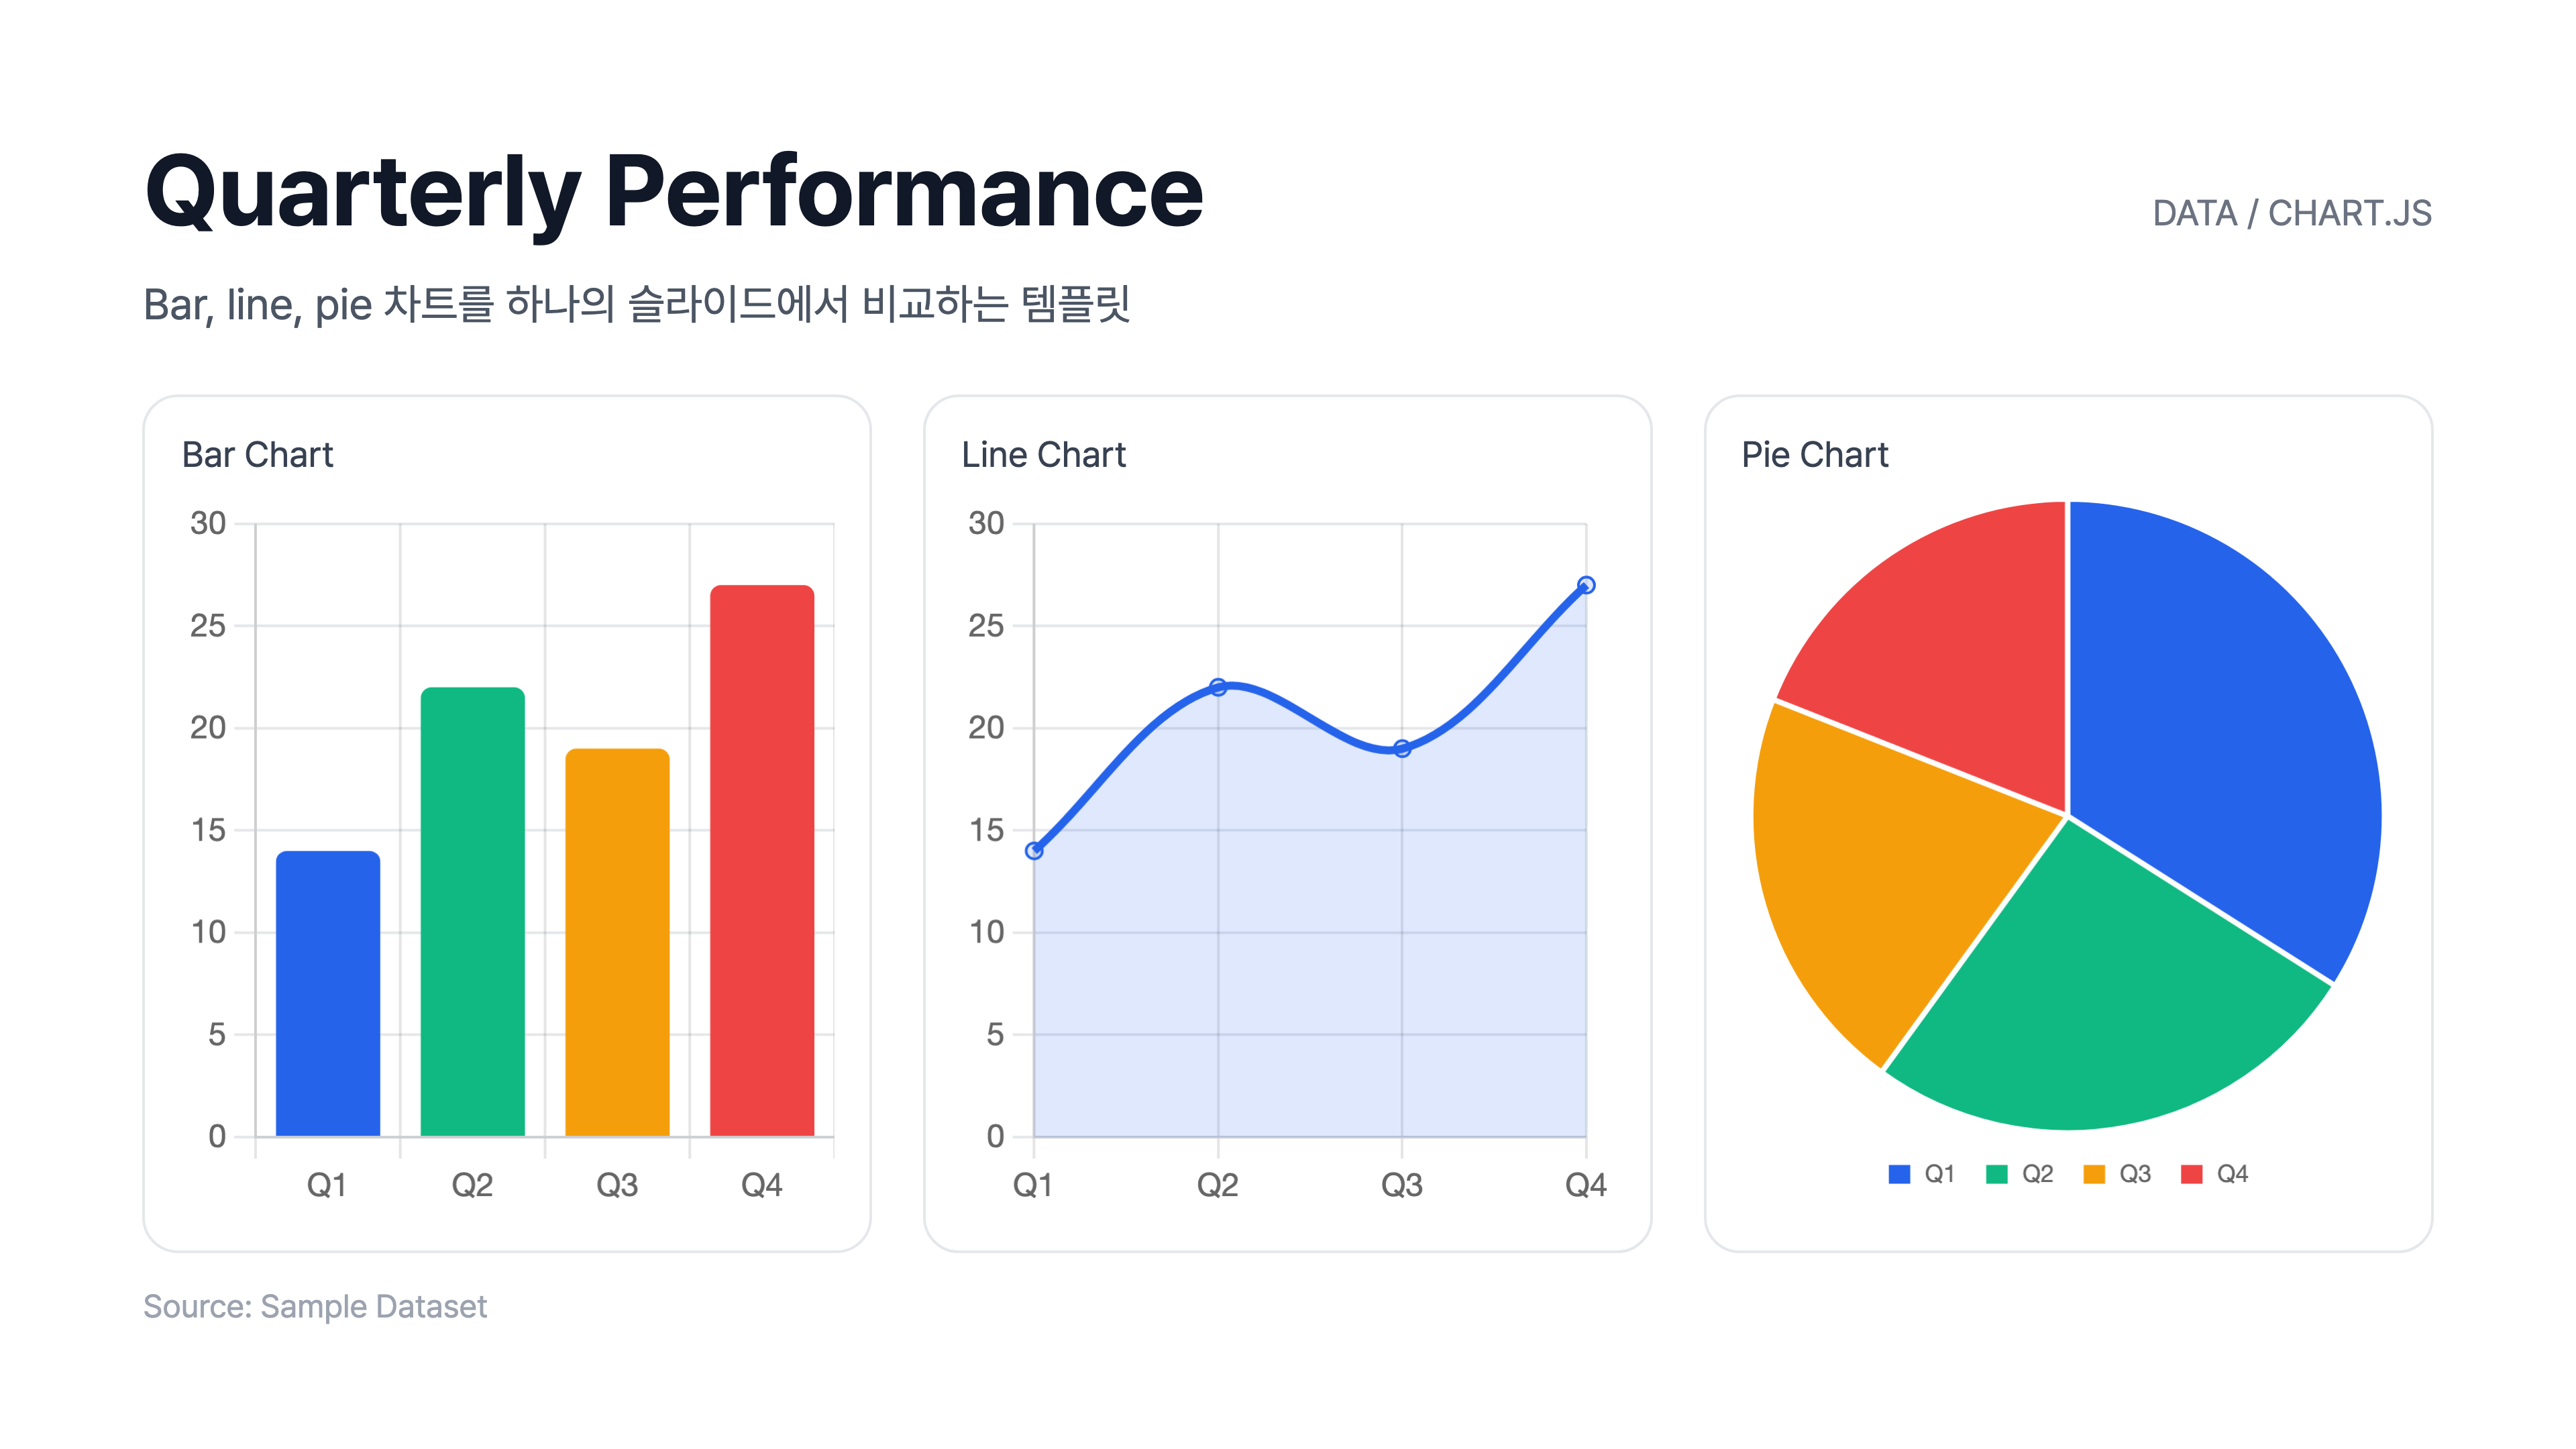 Quarterly Performance
DATA / CHART.JS
Bar, line, pie 차트를 하나의 슬라이드에서 비교하는 템플릿
Bar Chart
30
25
20
15
10
5
0
Q1 Q2 Q3 Q4
Line Chart
30
25
20
15
10
5
0
Q1 Q2 Q3 Q4
Pie Chart
Q1 Q2 Q3 Q4
Source: Sample Dataset